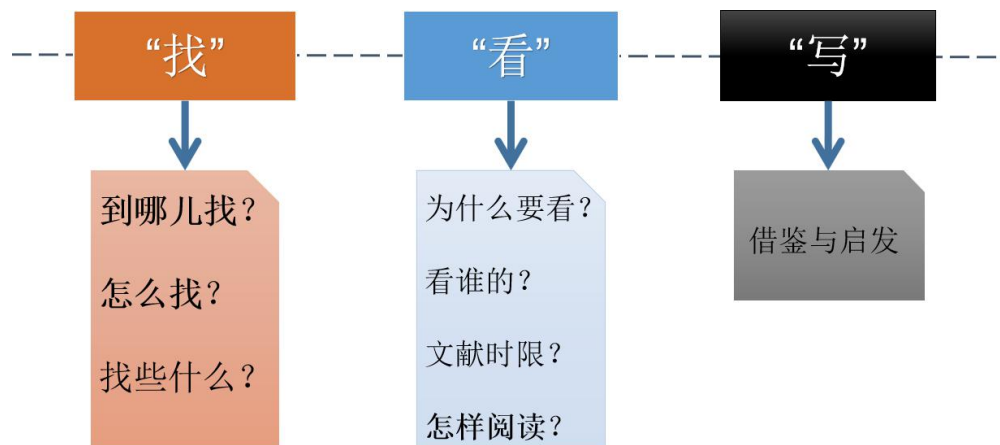 “找”
到哪儿找？
怎么找？
找些什么？
“看”
为什么要看？
看谁的？
文献时限？
怎样阅读？
“写”
借鉴与启发